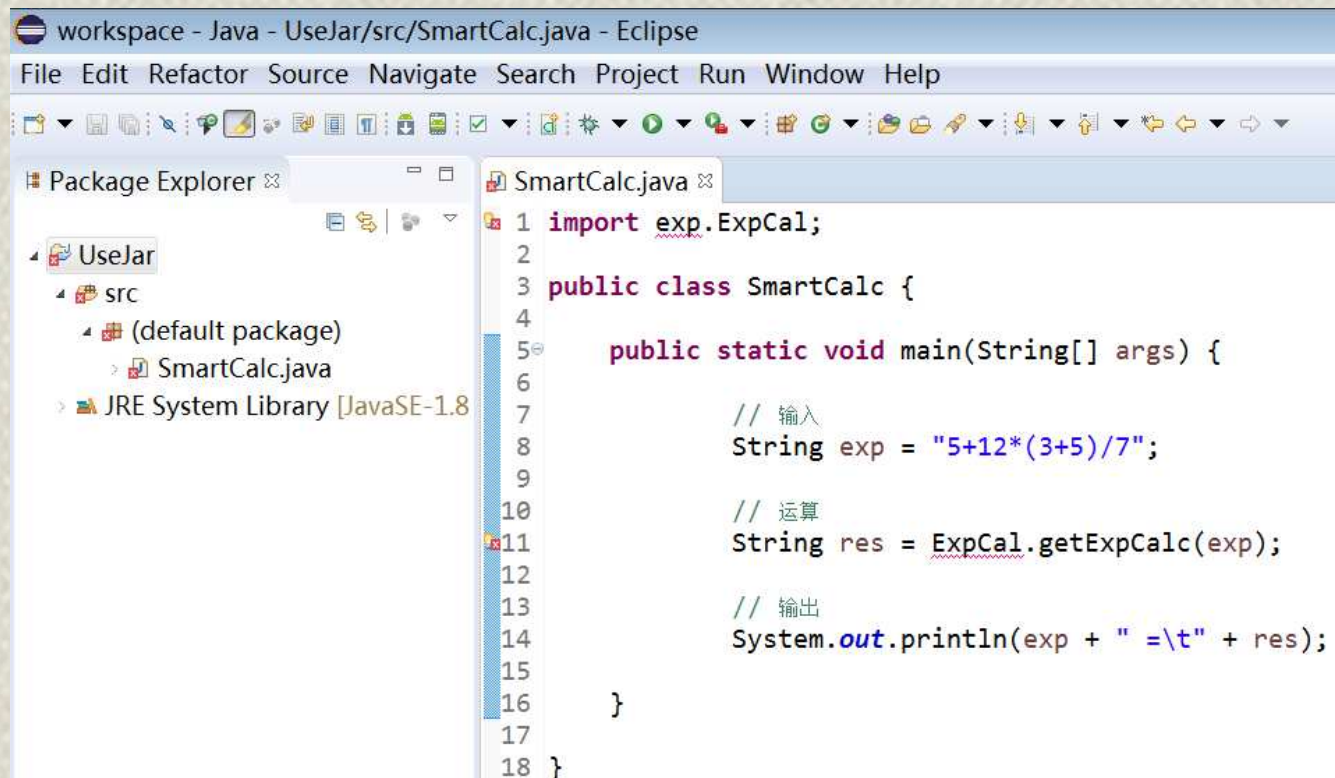 workspace - Java - UseJar/src/SmartCalc.java - Eclipse
File Edit Refactor Source Navigate Search Project Run Window Help
Package Explorer
UseJar
src
(default package)
SmartCalc.java
JRE System Library [JavaSE-1.8
SmartCalc.java
1 import exp.ExpCal;
2
3 public class SmartCalc {
4
5 public static void main(String[] args) {
6
7 // 输入
8 String exp = "5+12*(3+5)/7";
9
10 // 运算
11 String res = ExpCal.getExpCalc(exp);
12
13 // 输出
14 System.out.println(exp + " =\t" + res);
15
16 }
17
18 }